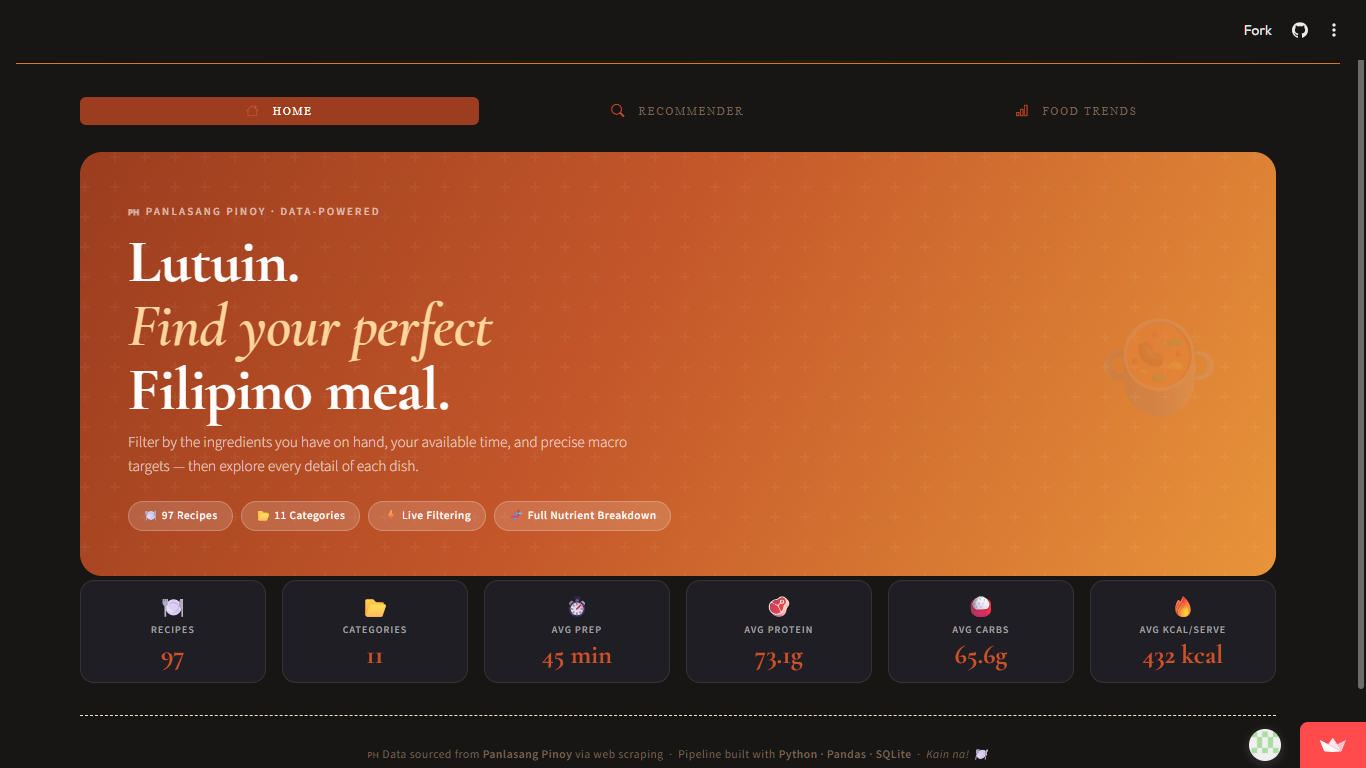 Fork
HOME
RECOMMENDER
FOOD TRENDS
PH PANLASANG PINOY · DATA-POWERED
Lutuin.
Find your perfect
Filipino meal.
Filter by the ingredients you have on hand, your available time, and precise macro
targets — then explore every detail of each dish.
97 Recipes
11 Categories
Live Filtering
Full Nutrient Breakdown
RECIPES
97
CATEGORIES
11
AVG PREP
45 min
AVG PROTEIN
73.1g
AVG CARBS
65.6g
AVG KCAL/SERVE
432 kcal
PH Data sourced from Panlasang Pinoy via web scraping · Pipeline built with Python · Pandas · SQLite · Kain na!